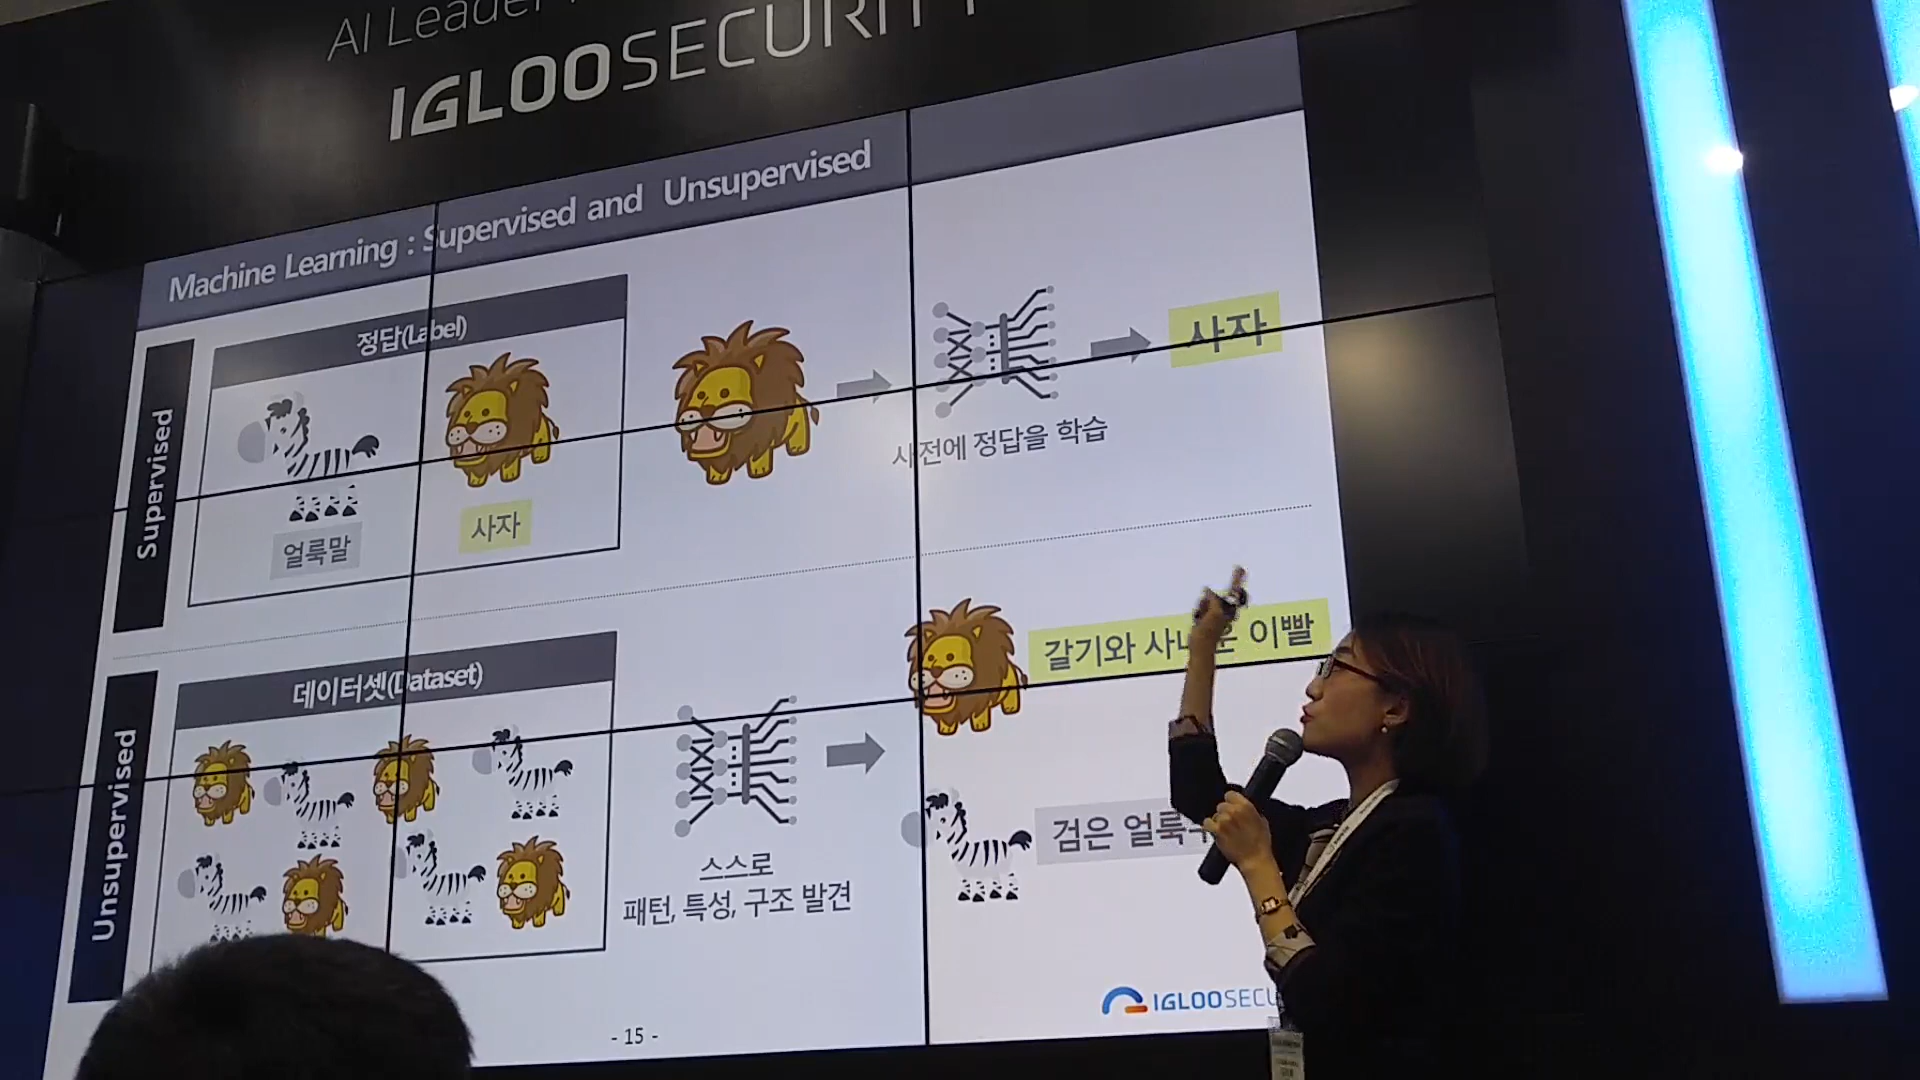 AI Leader
IGLOOSECURITY
Machine Learning : Supervised and Unsupervised
Supervised
정답(Label)
얼룩말
사자
사전에 정답을 학습
사자
Unsupervised
데이터셋(Dataset)
스스로
패턴, 특성, 구조 발견
갈기와 이빨
검은
IGLOOSECU
- 15 -